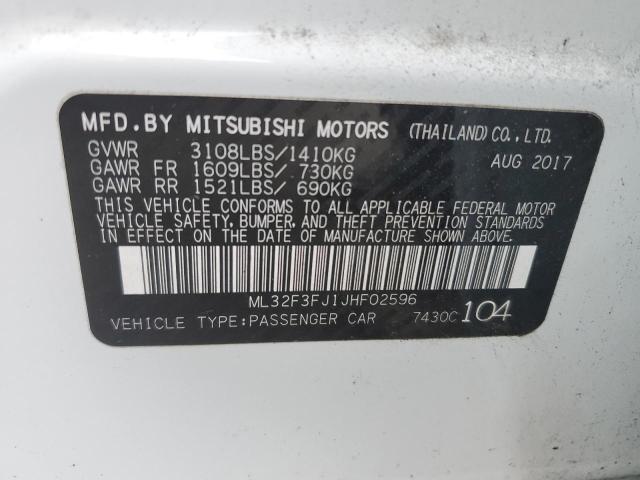 MFD.BY MITSUBISHI MOTORS (THAILAND)CO.,LTD.
GVWR 3108LBS/1410KG AUG 2017
GAWR FR 1609LBS/ 730KG
GAWR RR 1521LBS/ 690KG
THIS VEHICLE CONFORMS TO ALL APPLICABLE FEDERAL MOTOR
VEHICLE SAFETY, BUMPER, AND THEFT PREVENTION STANDARDS
IN EFFECT ON THE DATE OF MANUFACTURE SHOWN ABOVE.
ML32F3FJ1JHF02596
VEHICLE TYPE:PASSENGER CAR 7430C 104